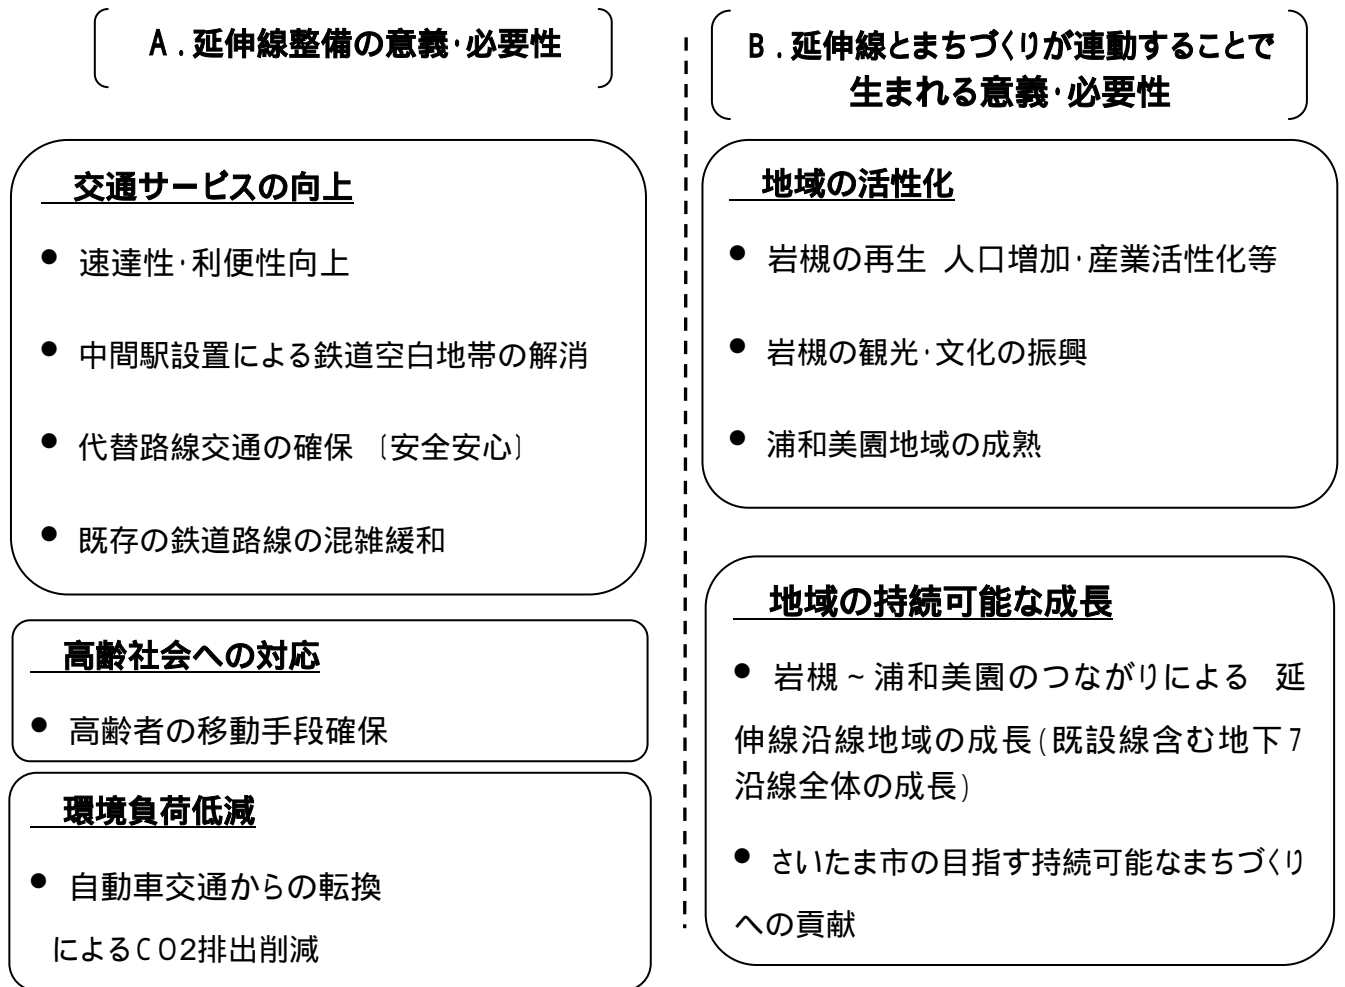 A.延伸線整備の意義・必要性
交通サービスの向上
● 速達性・利便性向上
● 中間駅設置による鉄道空白地帯の解消
● 代替路線交通の確保 〔安全安心〕
● 既存の鉄道路線の混雑緩和
高齢社会への対応
● 高齢者の移動手段確保
環境負荷低減
● 自動車交通からの転換
によるCO2排出削減
B.延伸線とまちづくりが連動することで
生まれる意義・必要性
地域の活性化
● 岩槻の再生 人口増加・産業活性化等
● 岩槻の観光・文化の振興
● 浦和美園地域の成熟
地域の持続可能な成長
● 岩槻~浦和美園のつながりによる 延
伸線沿線地域の成長(既設線含む地下7
沿線全体の成長)
● さいたま市の目指す持続可能なまちづくり
への貢献